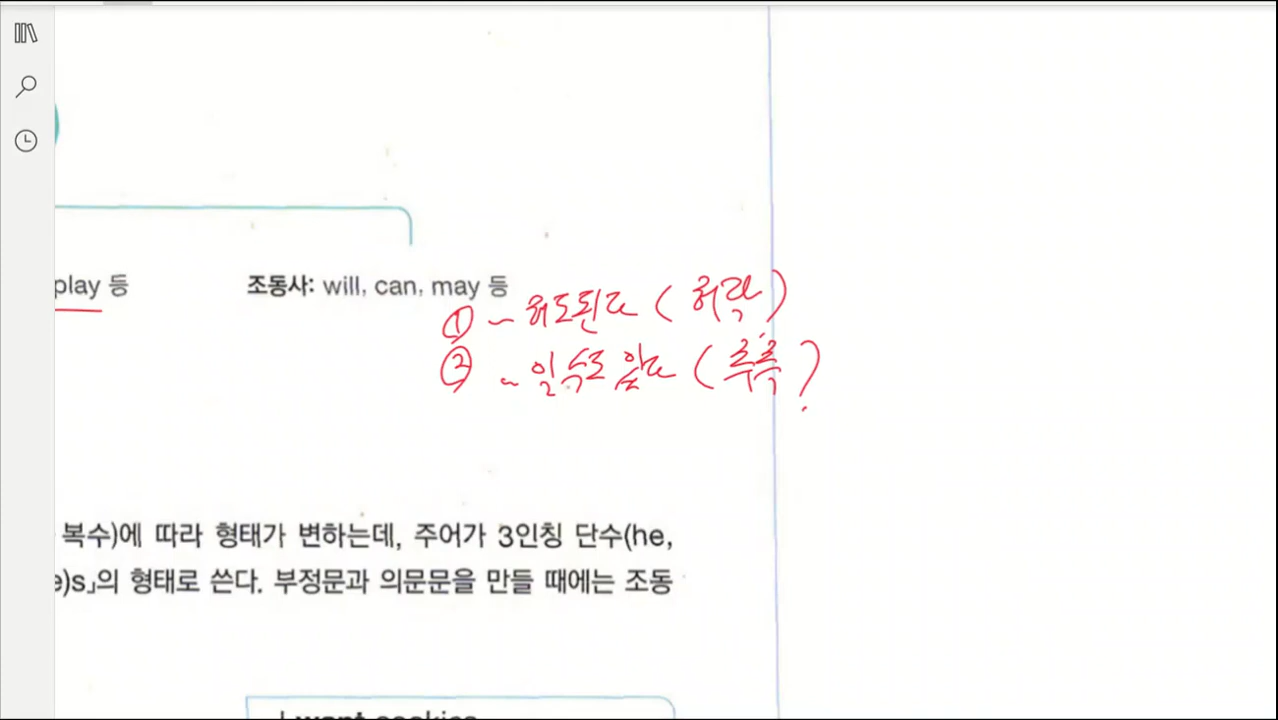 play 등 조동사: will, can, may 등
① ~ 해도된다 (허락)
② ~ 일수도 있다 (추측)
복수)에 따라 형태가 변하는데, 주어가 3인칭 단수(he,
e)s」의 형태로 쓴다. 부정문과 의문문을 만들 때에는 조동
I want cookies.